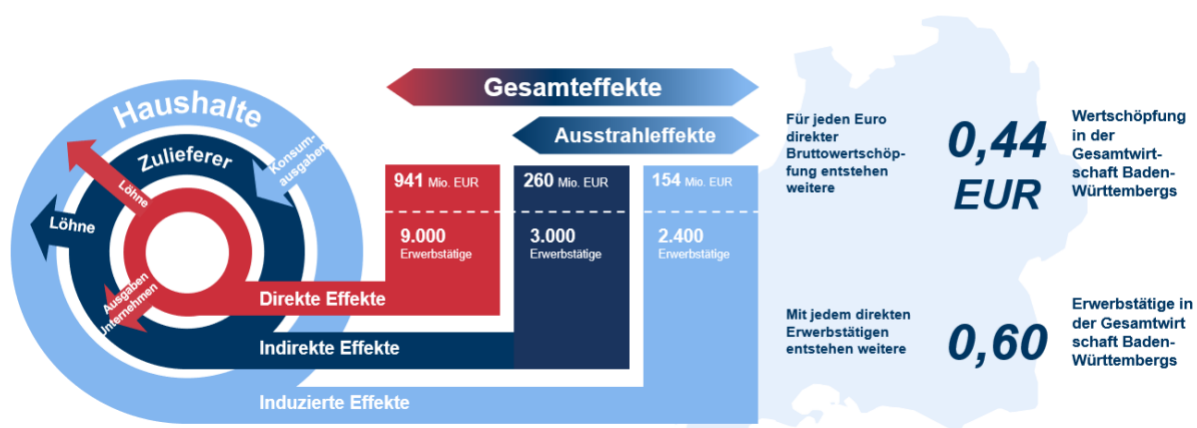 Haushalte
Zulieferer
Konsum-
ausgaben
Löhne
Löhne
Ausgaben
Unternehmen
Direkte Effekte
Indirekte Effekte
Induzierte Effekte
Gesamteffekte
Ausstrahleffekte
941 Mio. EUR
9.000
Erwerbstätige
260 Mio. EUR
3.000
Erwerbstätige
154 Mio. EUR
2.400
Erwerbstätige
Für jeden Euro
direkter
Bruttowertschöp-
fung entstehen
weitere
0,44
EUR
Wertschöpfung
in der
Gesamtwirt-
schaft Baden-
Württembergs
Mit jedem direkten
Erwerbstätigen
entstehen weitere
0,60
Erwerbstätige in
der Gesamtwirt
schaft Baden-
Württembergs